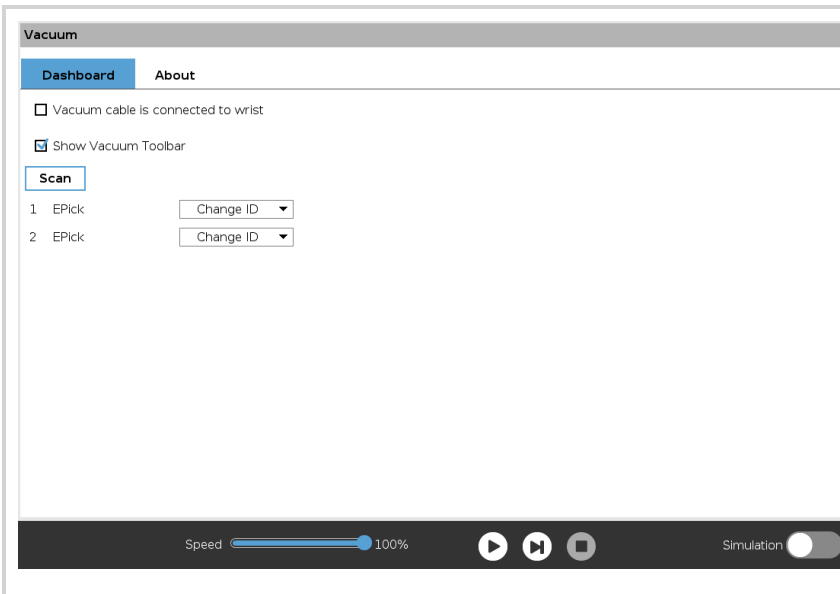 Vacuum
Dashboard About
Vacuum cable is connected to wrist
Show Vacuum Toolbar
Scan
1 EPick Change ID
2 EPick Change ID
Speed 100% Simulation